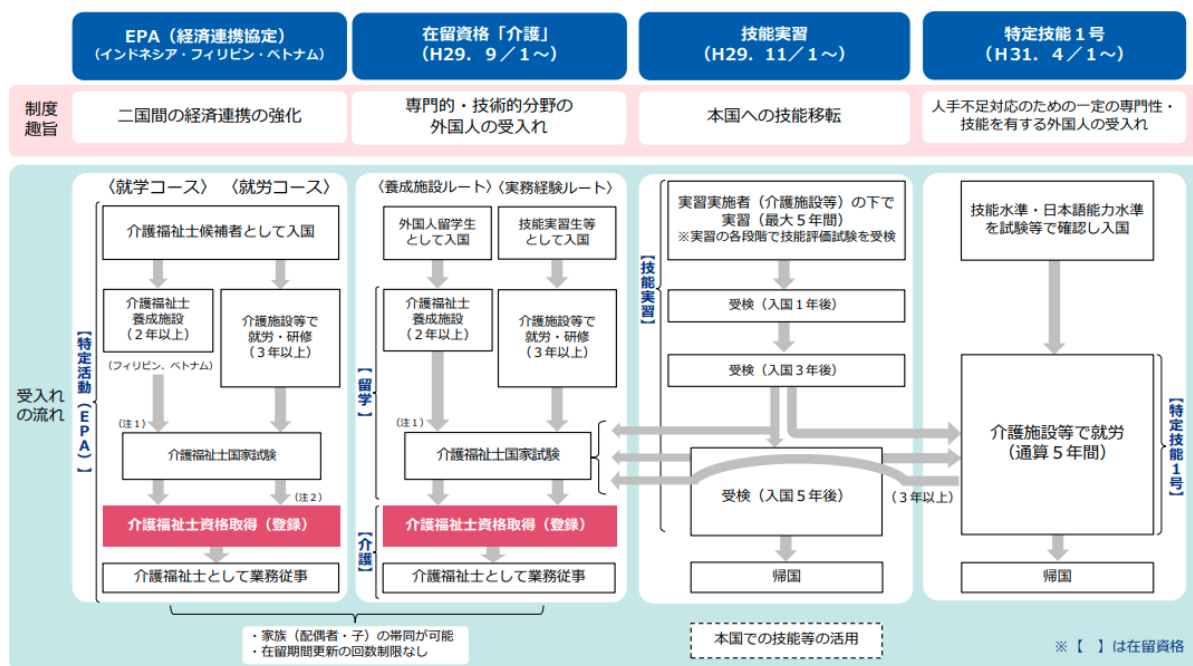 EPA（経済連携協定）
（インドネシア・フィリピン・ベトナム）
在留資格「介護」
（H29．9／1～）
技能実習
（H29．11／1～）
特定技能１号
（H31．4／1～）
制度
趣旨
二国間の経済連携の強化
専門的・技術的分野の
外国人の受入れ
本国への技能移転
人手不足対応のための一定の専門性・
技能を有する外国人の受入れ
受入れ
の流れ
〈就学コース〉
〈就労コース〉
介護福祉士候補者として入国
介護福祉士
養成施設
（２年以上）
（フィリピン、ベトナム）
介護施設等で
就労・研修
（３年以上）
【特定活動（ＥＰＡ）】
（注１）
介護福祉士国家試験
（注２）
介護福祉士資格取得（登録）
介護福祉士として業務従事
〈養成施設ルート〉
〈実務経験ルート〉
外国人留学生
として入国
技能実習生等
として入国
介護福祉士
養成施設
（２年以上）
介護施設等で
就労・研修
（３年以上）
【留学】
（注１）
介護福祉士国家試験
介護福祉士資格取得（登録）
【介護】
介護福祉士として業務従事
・家族（配偶者・子）の帯同が可能
・在留期間更新の回数制限なし
実習実施者（介護施設等）の下で
実習（最大５年間）
※実習の各段階で技能評価試験を受検
【技能実習】
受検（入国１年後）
受検（入国３年後）
受検（入国５年後）
帰国
本国での技能等の活用
技能水準・日本語能力水準
を試験等で確認し入国
介護施設等で就労
（通算５年間）
（３年以上）
【特定技能１号】
帰国
※【　】は在留資格